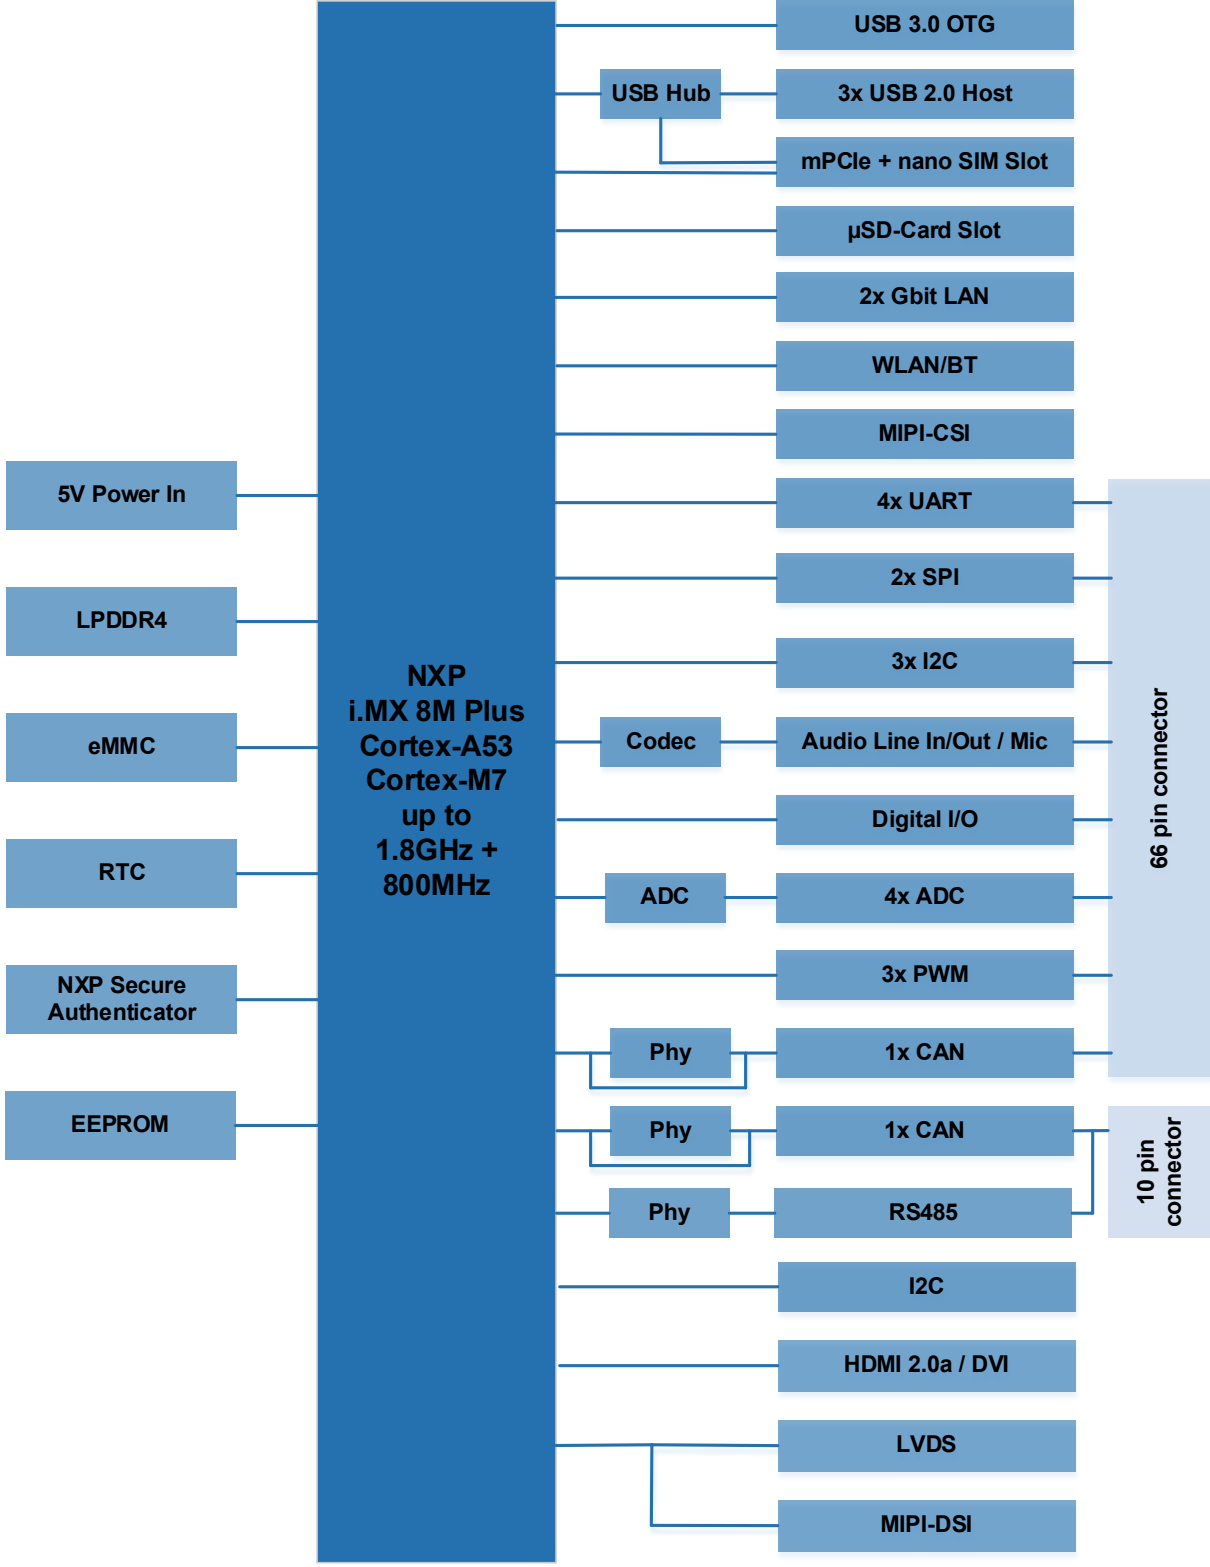 USB 3.0 OTG
USB Hub
3x USB 2.0 Host
mPCIe + nano SIM Slot
µSD-Card Slot
2x Gbit LAN
WLAN/BT
MIPI-CSI
5V Power In
LPDDR4
eMMC
RTC
NXP Secure
Authenticator
EEPROM
NXP
i.MX 8M Plus
Cortex-A53
Cortex-M7
up to
1.8GHz +
800MHz
4x UART
2x SPI
3x I2C
Codec
Audio Line In/Out / Mic
Digital I/O
ADC
4x ADC
3x PWM
Phy
1x CAN
66 pin connector
Phy
1x CAN
Phy
RS485
10 pin
connector
I2C
HDMI 2.0a / DVI
LVDS
MIPI-DSI